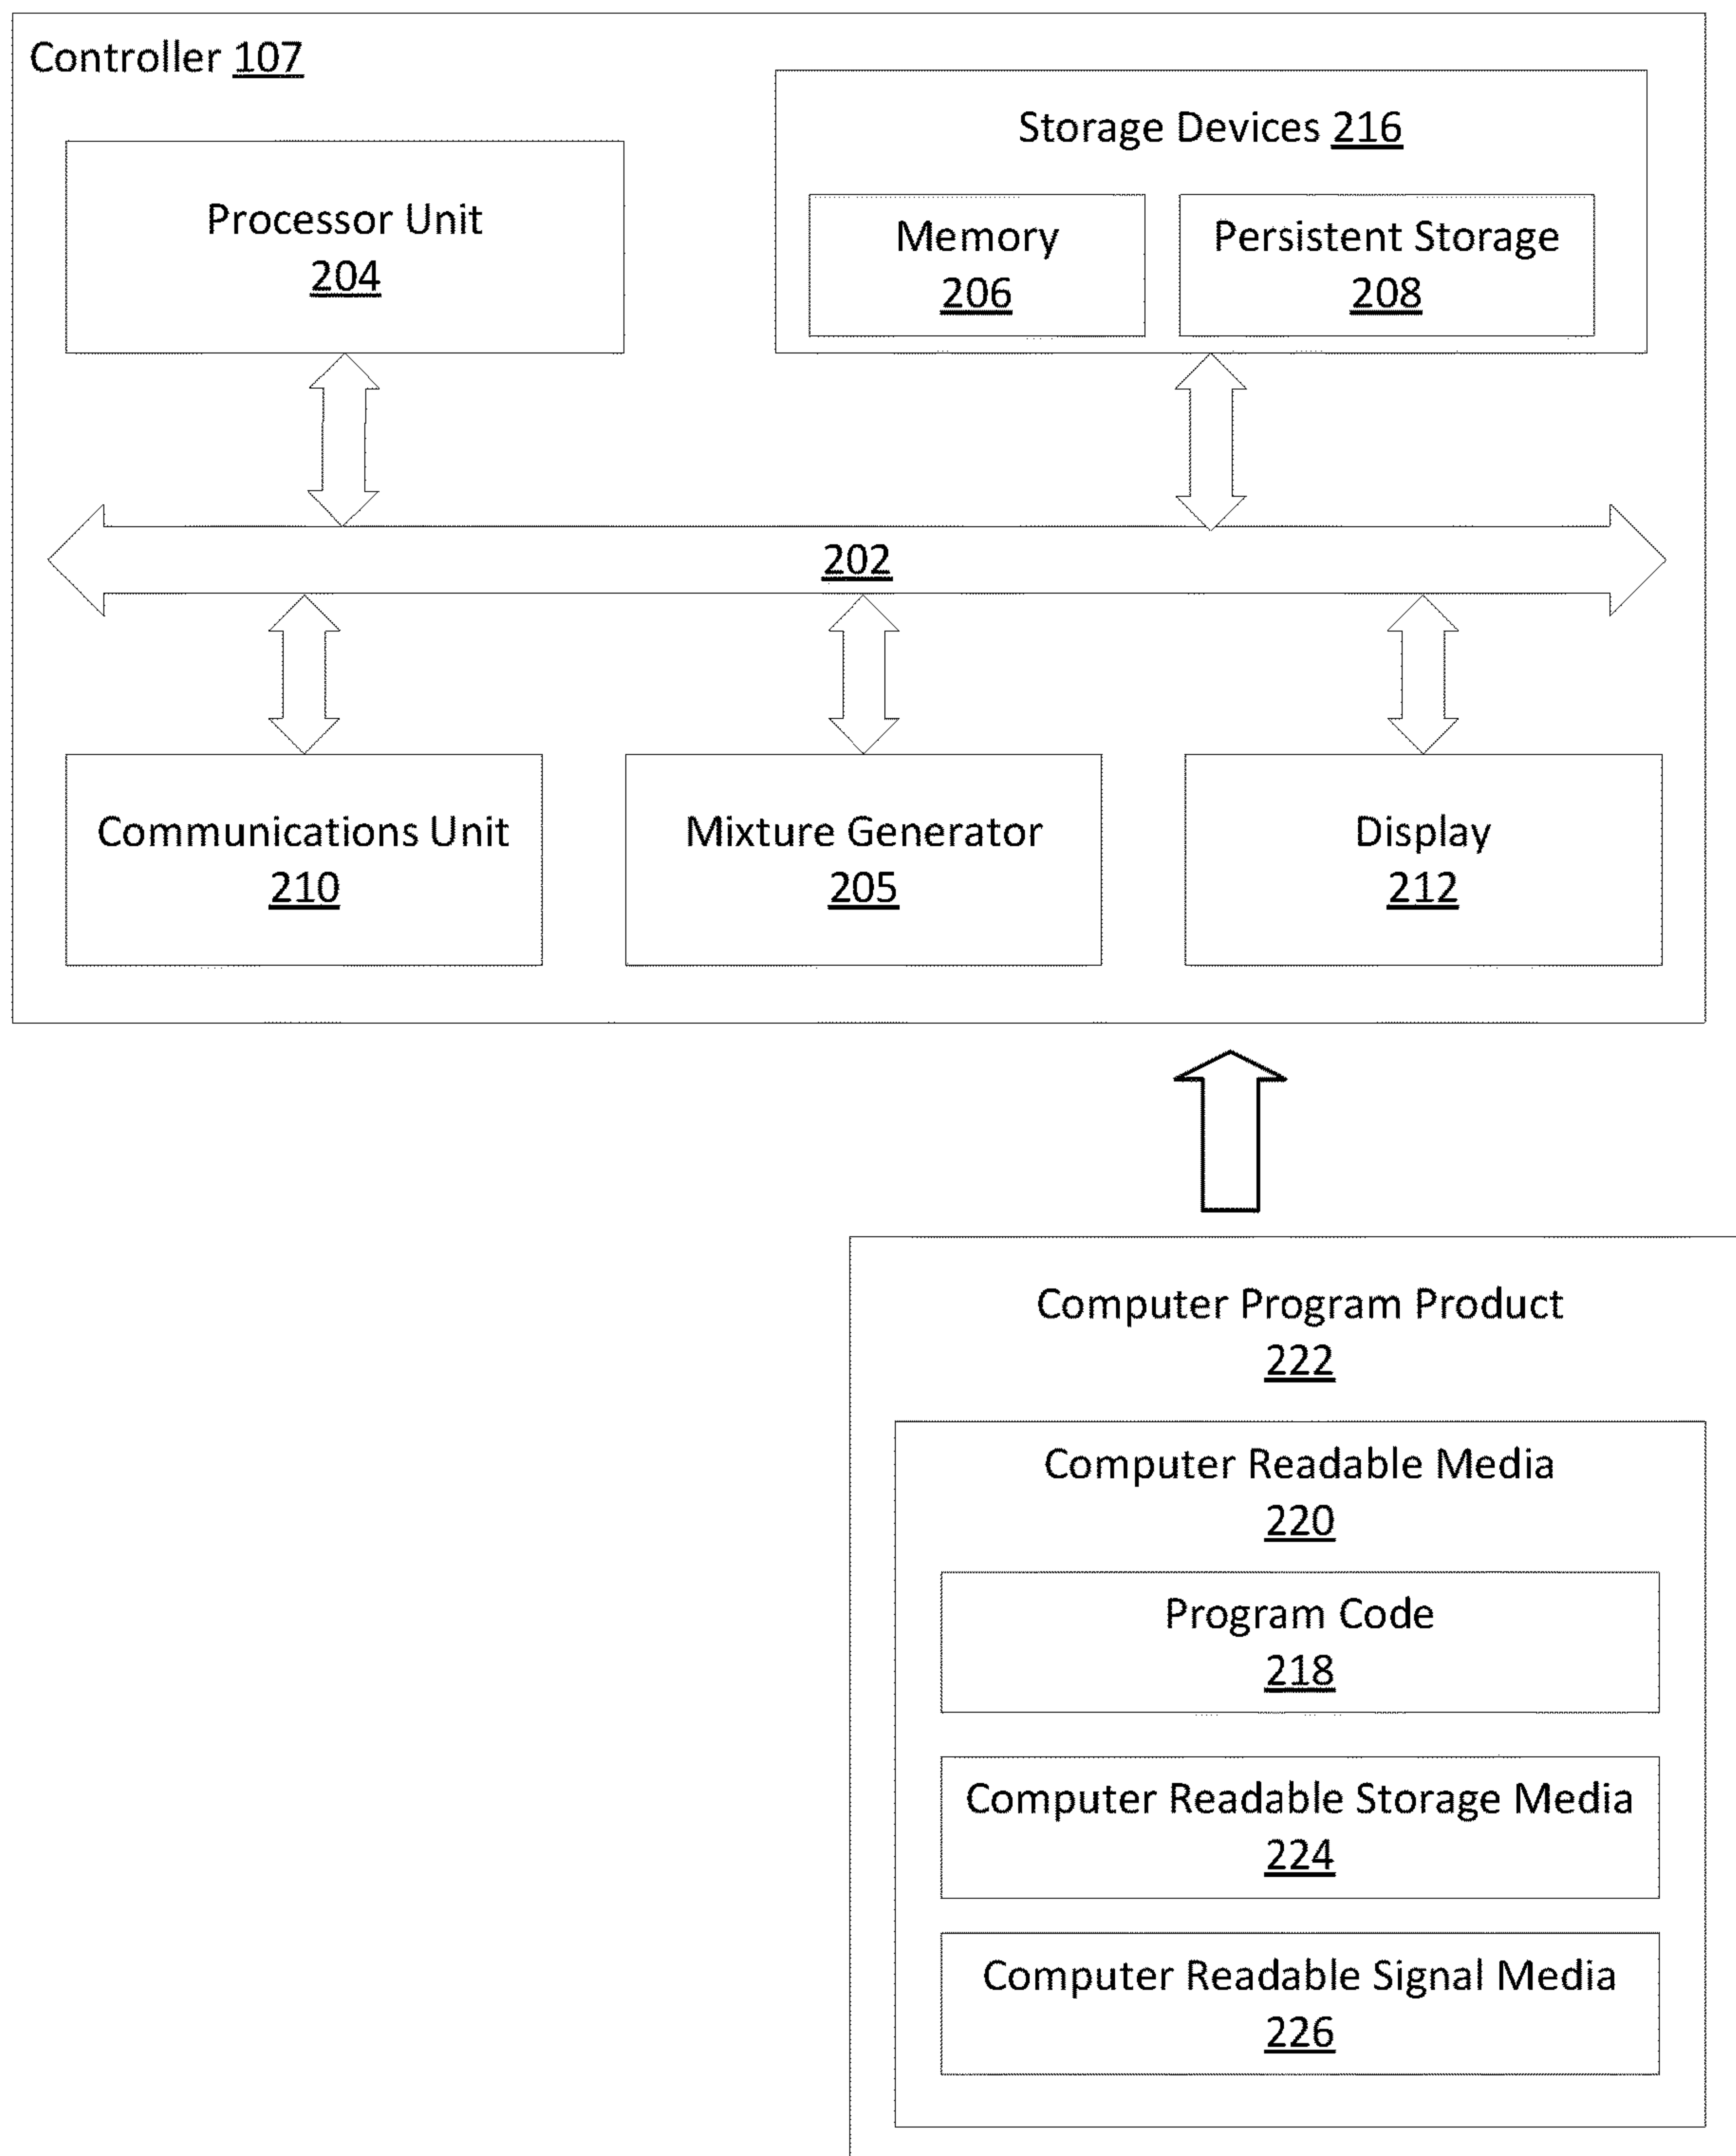 Controller 107
Storage Devices 216
Processor Unit
204
Memory
206
Persistent Storage
208
202
Communications Unit
210
Mixture Generator
205
Display
212
Computer Program Product
222
Computer Readable Media
220
Program Code
218
Computer Readable Storage Media
224
Computer Readable Signal Media
226